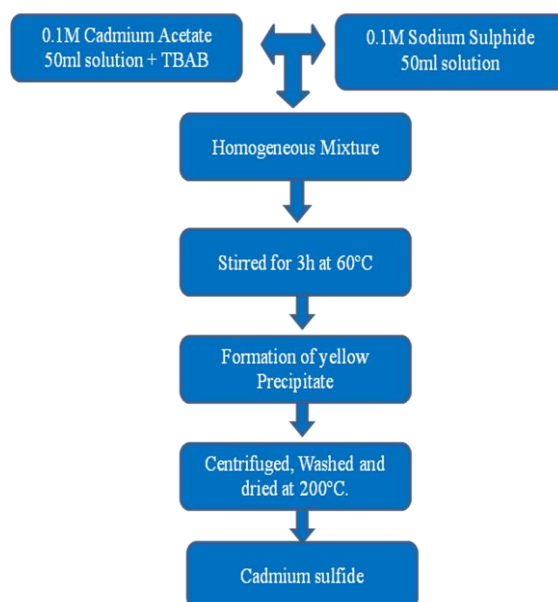 0.1M Cadmium Acetate
50ml solution + TBAB
0.1M Sodium Sulphide
50ml solution
Homogeneous Mixture
Stirred for 3h at 60°C
Formation of yellow
Precipitate
Centrifuged, Washed and
dried at 200°C.
Cadmium sulfide